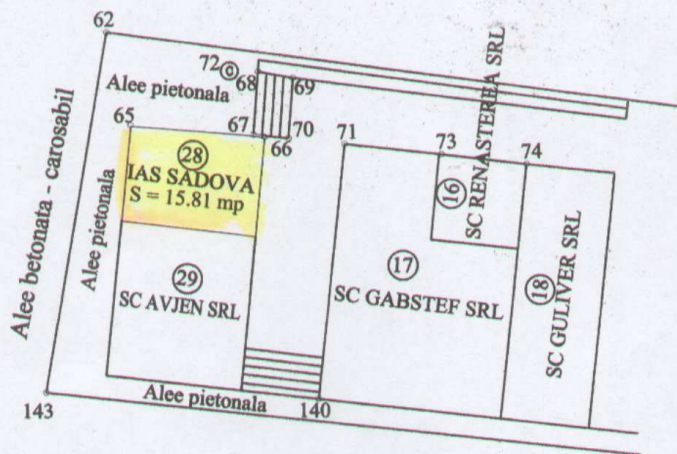 62
72 ©
68
69
Alee pietonala
65
67
66
70
71
73
74
28
IAS SADOVA
S = 15.81 mp
16
SC RENASTEREA SRL
Alee betonata - carosabil
Alee pietonala
29
SC AVJEN SRL
17
SC GABSTEF SRL
18
SC GULIVER SRL
Alee pietonala
143
140